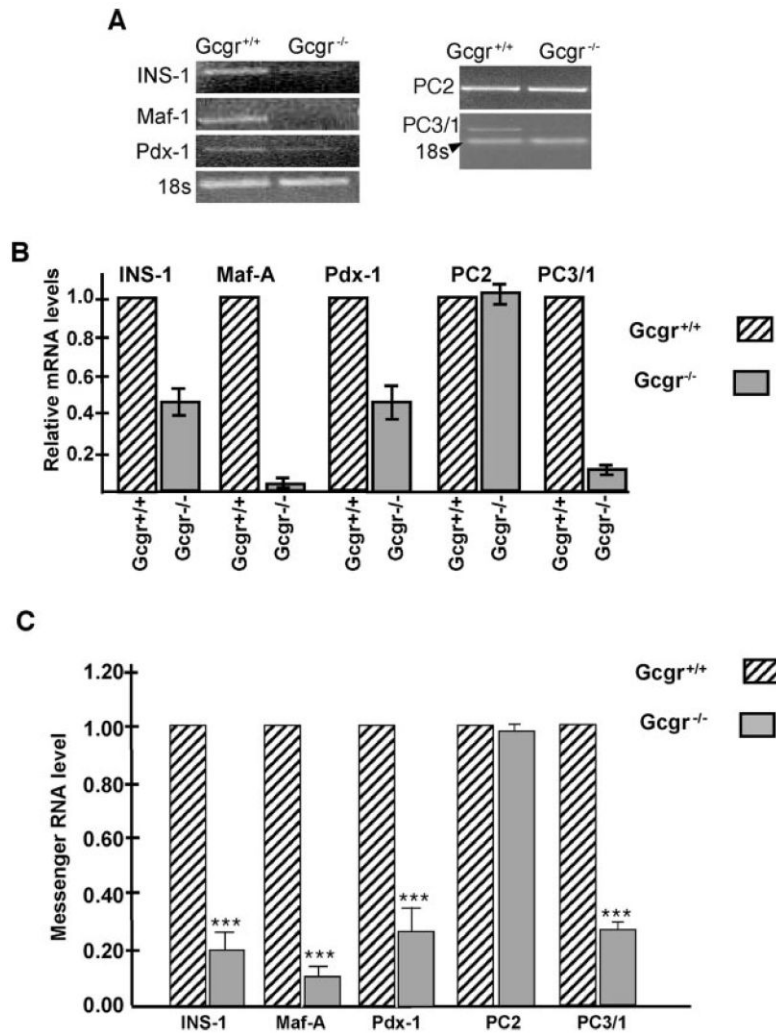 A
Gcgr+/+ Gcgr-/-
INS-1
Maf-1
Pdx-1
18s
Gcgr+/+ Gcgr-/-
PC2
PC3/1
18s
B
INS-1 Maf-A Pdx-1 PC2 PC3/1
Relative mRNA levels
1.0
0.8
0.6
0.4
0.2
Gcgr+/+ Gcgr-/- Gcgr+/+ Gcgr-/- Gcgr+/+ Gcgr-/- Gcgr+/+ Gcgr-/- Gcgr+/+ Gcgr-/-
Gcgr+/+
Gcgr-/-
C
Messenger RNA level
1.20
1.00
0.80
0.60
0.40
0.20
0.00
*** *** *** ***
INS-1 Maf-A Pdx-1 PC2 PC3/1
Gcgr+/+
Gcgr-/-